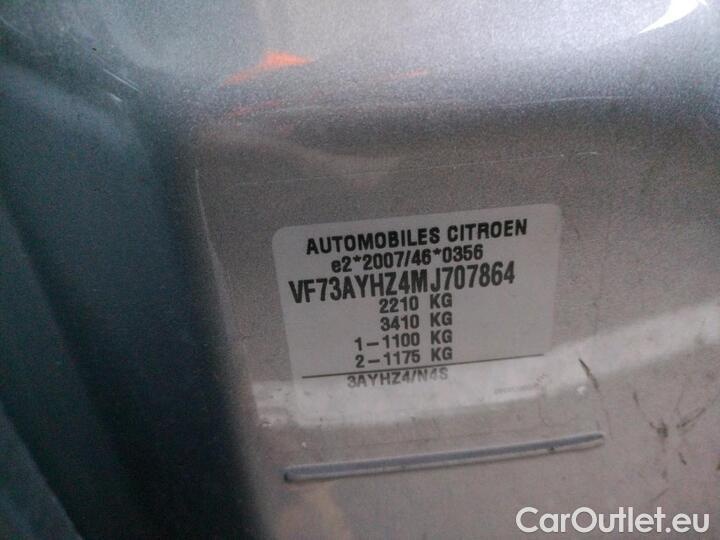 AUTOMOBILES CITROEN
e2*2007/46*0356
VF73AYHZ4MJ707864
2210 KG
3410 KG
1-1100 KG
2-1175 KG
3AYHZ4/N4S
CarOutlet.eu